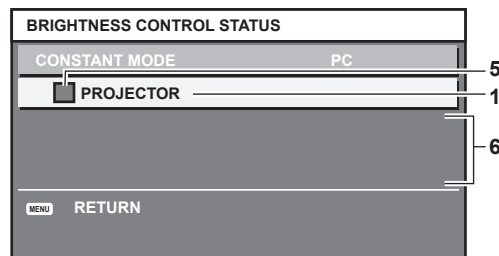 BRIGHTNESS CONTROL STATUS
CONSTANT MODE PC
5
PROJECTOR 1
6
MENU RETURN